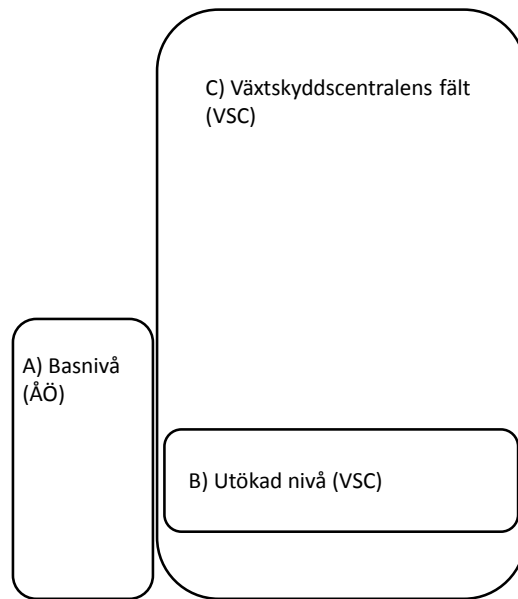 C) Växtskyddscentralens fält
(VSC)
A) Basnivå
(ÅÖ)
B) Utökad nivå (VSC)